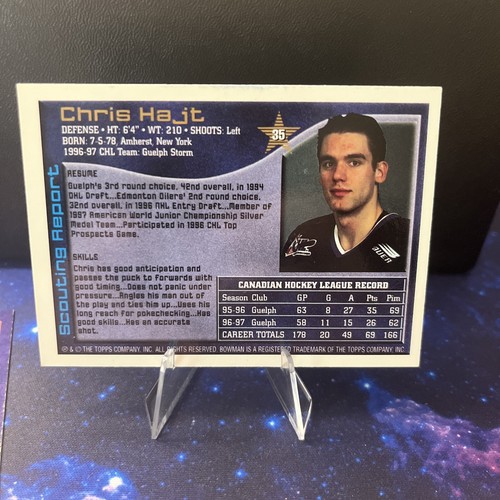 Chris Hajt
DEFENSE • HT: 6'4" • WT: 210 • SHOOTS: Left
BORN: 7-5-78, Amherst, New York
1996-97 CHL Team: Guelph Storm
35
Scouting Report
RESUME
Guelph's 3rd round choice, 42nd overall, in 1994
OHL Draft...Edmonton Oilers' 2nd round choice,
32nd overall, in 1996 NHL Entry Draft...Member of
1997 American World Junior Championship Silver
Medal Team...Participated in 1996 CHL Top
Prospects Game.
SKILLS
Chris has good anticipation and
passes the puck to forwards with
good timing...Does not panic under
pressure...Angles his man out of
the play and ties him up...Uses his
long reach for pokechecking...Has
good skills...Has an accurate
shot.
BAUER
CANADIAN HOCKEY LEAGUE RECORD
Season Club GP G A Pts Pim
95-96 Guelph 63 8 27 35 69
96-97 Guelph 58 11 15 26 62
CAREER TOTALS 178 20 49 69 166
® & © THE TOPPS COMPANY, INC. ALL RIGHTS RESERVED. BOWMAN IS A REGISTERED TRADEMARK OF THE TOPPS COMPANY, INC.